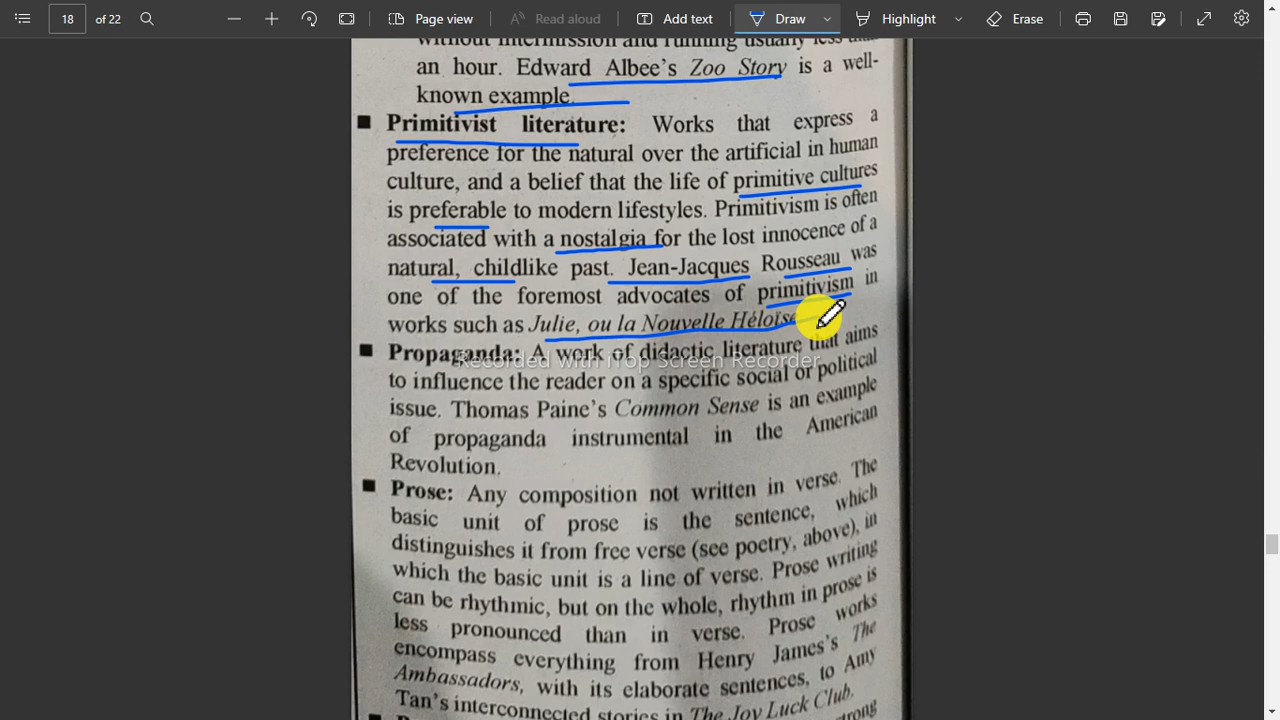 18 of 22 Page view Read aloud Add text Draw Highlight Erase
without intermission and running usually less than
an hour. Edward Albee's Zoo Story is a well-
known example.
■ Primitivist literature: Works that express a
preference for the natural over the artificial in human
culture, and a belief that the life of primitive cultures
is preferable to modern lifestyles. Primitivism is often
associated with a nostalgia for the lost innocence of a
natural, childlike past. Jean-Jacques Rousseau was
one of the foremost advocates of primitivism in
works such as Julie, ou la Nouvelle Héloïse
■ Propaganda: A work of didactic literature that aims
Recorded with iTop Screen Recorder
to influence the reader on a specific social or political
issue. Thomas Paine's Common Sense is an example
of propaganda instrumental in the American
Revolution.
■ Prose: Any composition not written in verse. The
basic unit of prose is the sentence, which
distinguishes it from free verse (see poetry, above), in
which the basic unit is a line of verse. Prose writing
can be rhythmic, but on the whole, rhythm in prose is
less pronounced than in verse. Prose works
encompass everything from Henry James's The
Ambassadors, with its elaborate sentences, to Amy
Tan's interconnected stories in The Joy Luck Club.
strong